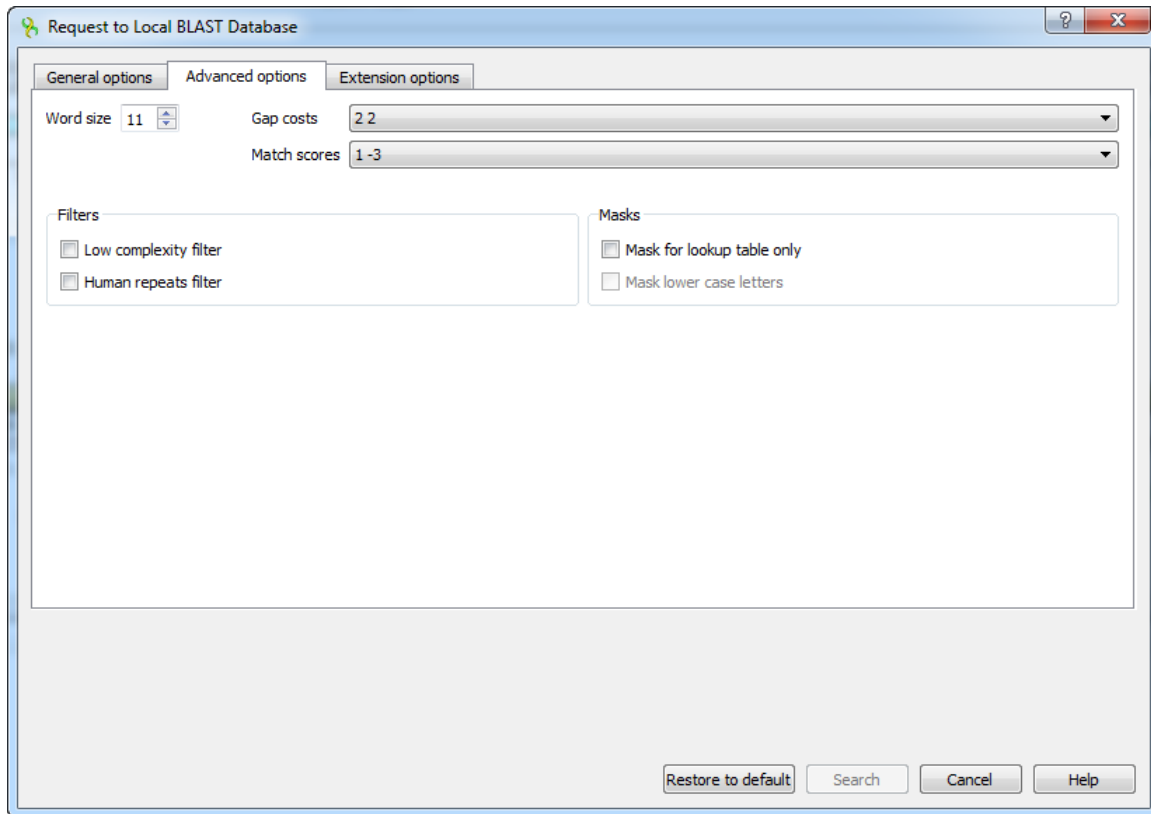 Request to Local BLAST Database
General options Advanced options Extension options
Word size 11 Gap costs 2 2
Match scores 1 -3
Filters Masks
Low complexity filter Mask for lookup table only
Human repeats filter Mask lower case letters
Restore to default Search Cancel Help